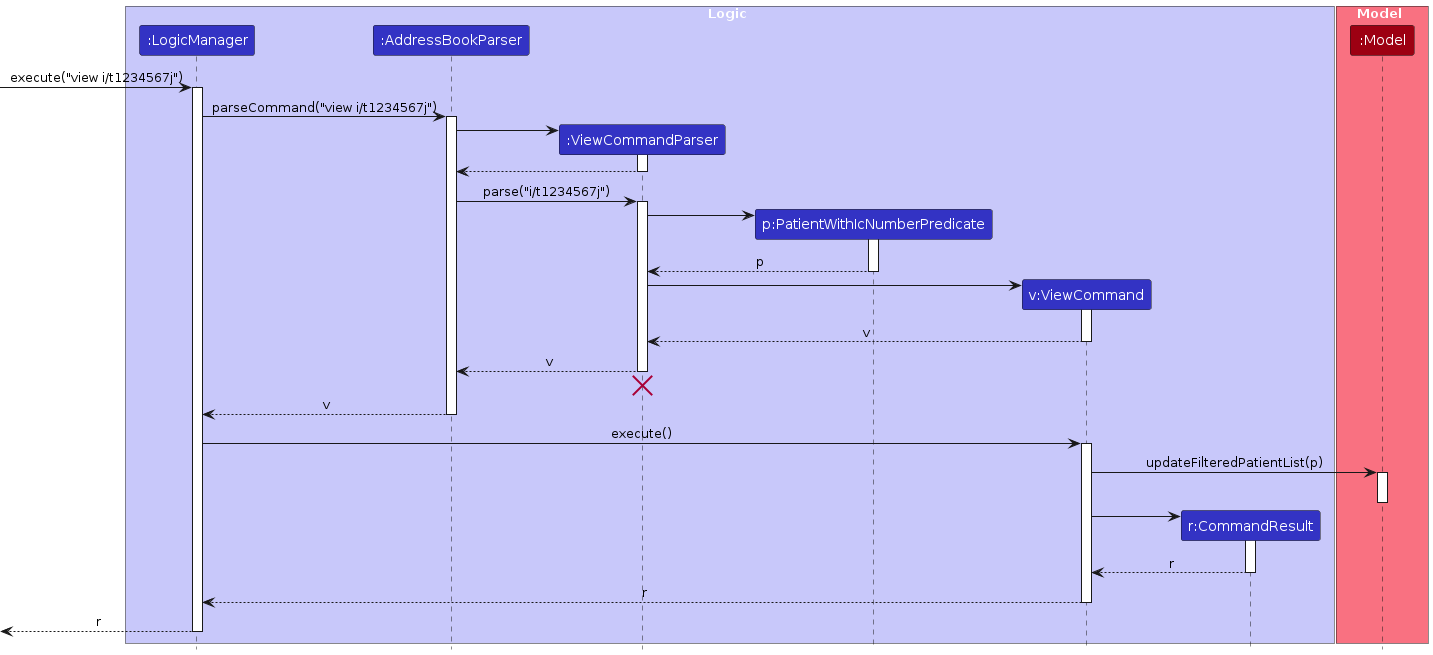 Logic
Model
:LogicManager
:AddressBookParser
:Model
execute("view i/t1234567j")
parseCommand("view i/t1234567j")
:ViewCommandParser
parse("i/t1234567j")
p:PatientWithIcNumberPredicate
p
v:ViewCommand
v
v
v
execute()
updateFilteredPatientList(p)
r:CommandResult
r
r
r